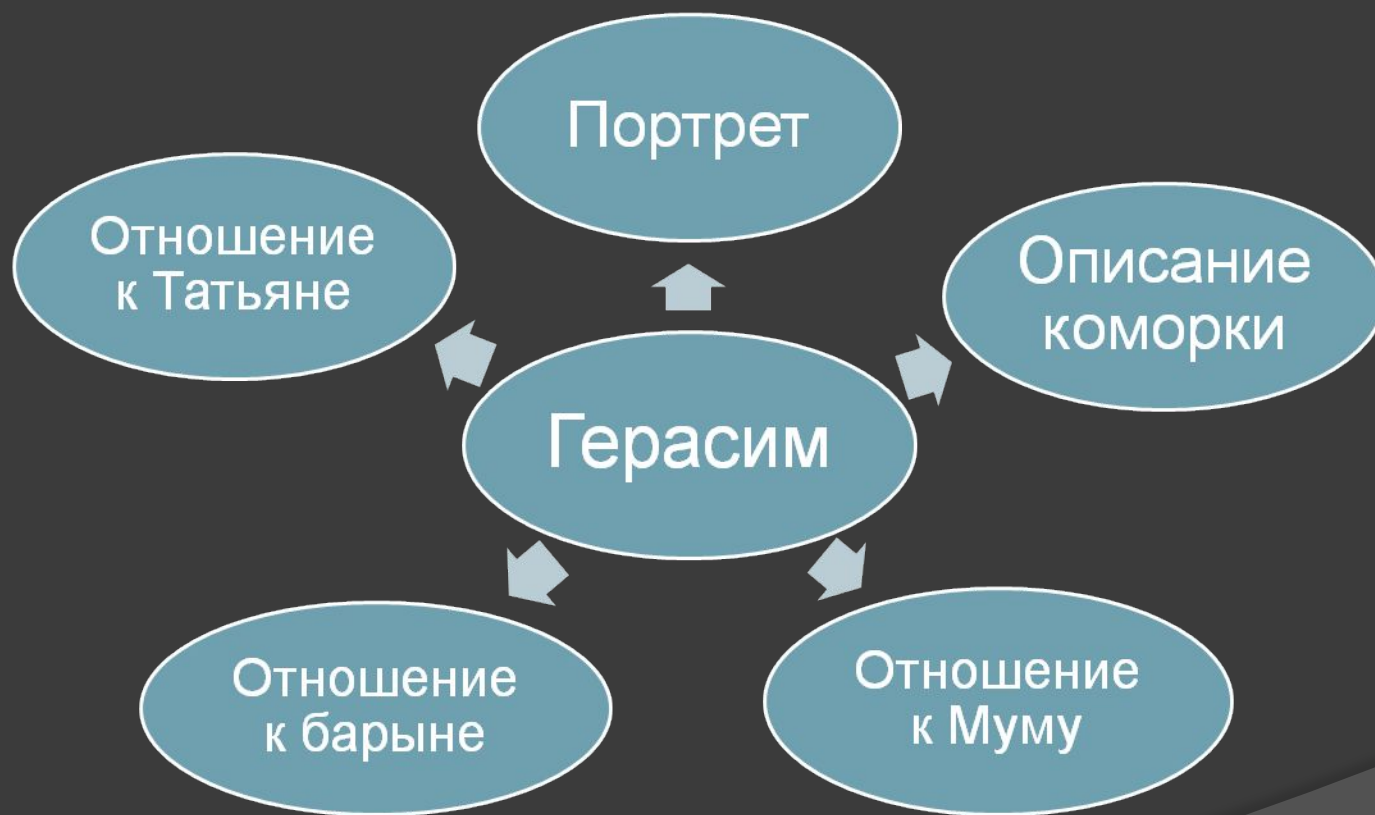 Портрет
Отношение
к Татьяне
Описание
коморки
Герасим
Отношение
к барыне
Отношение
к Муму